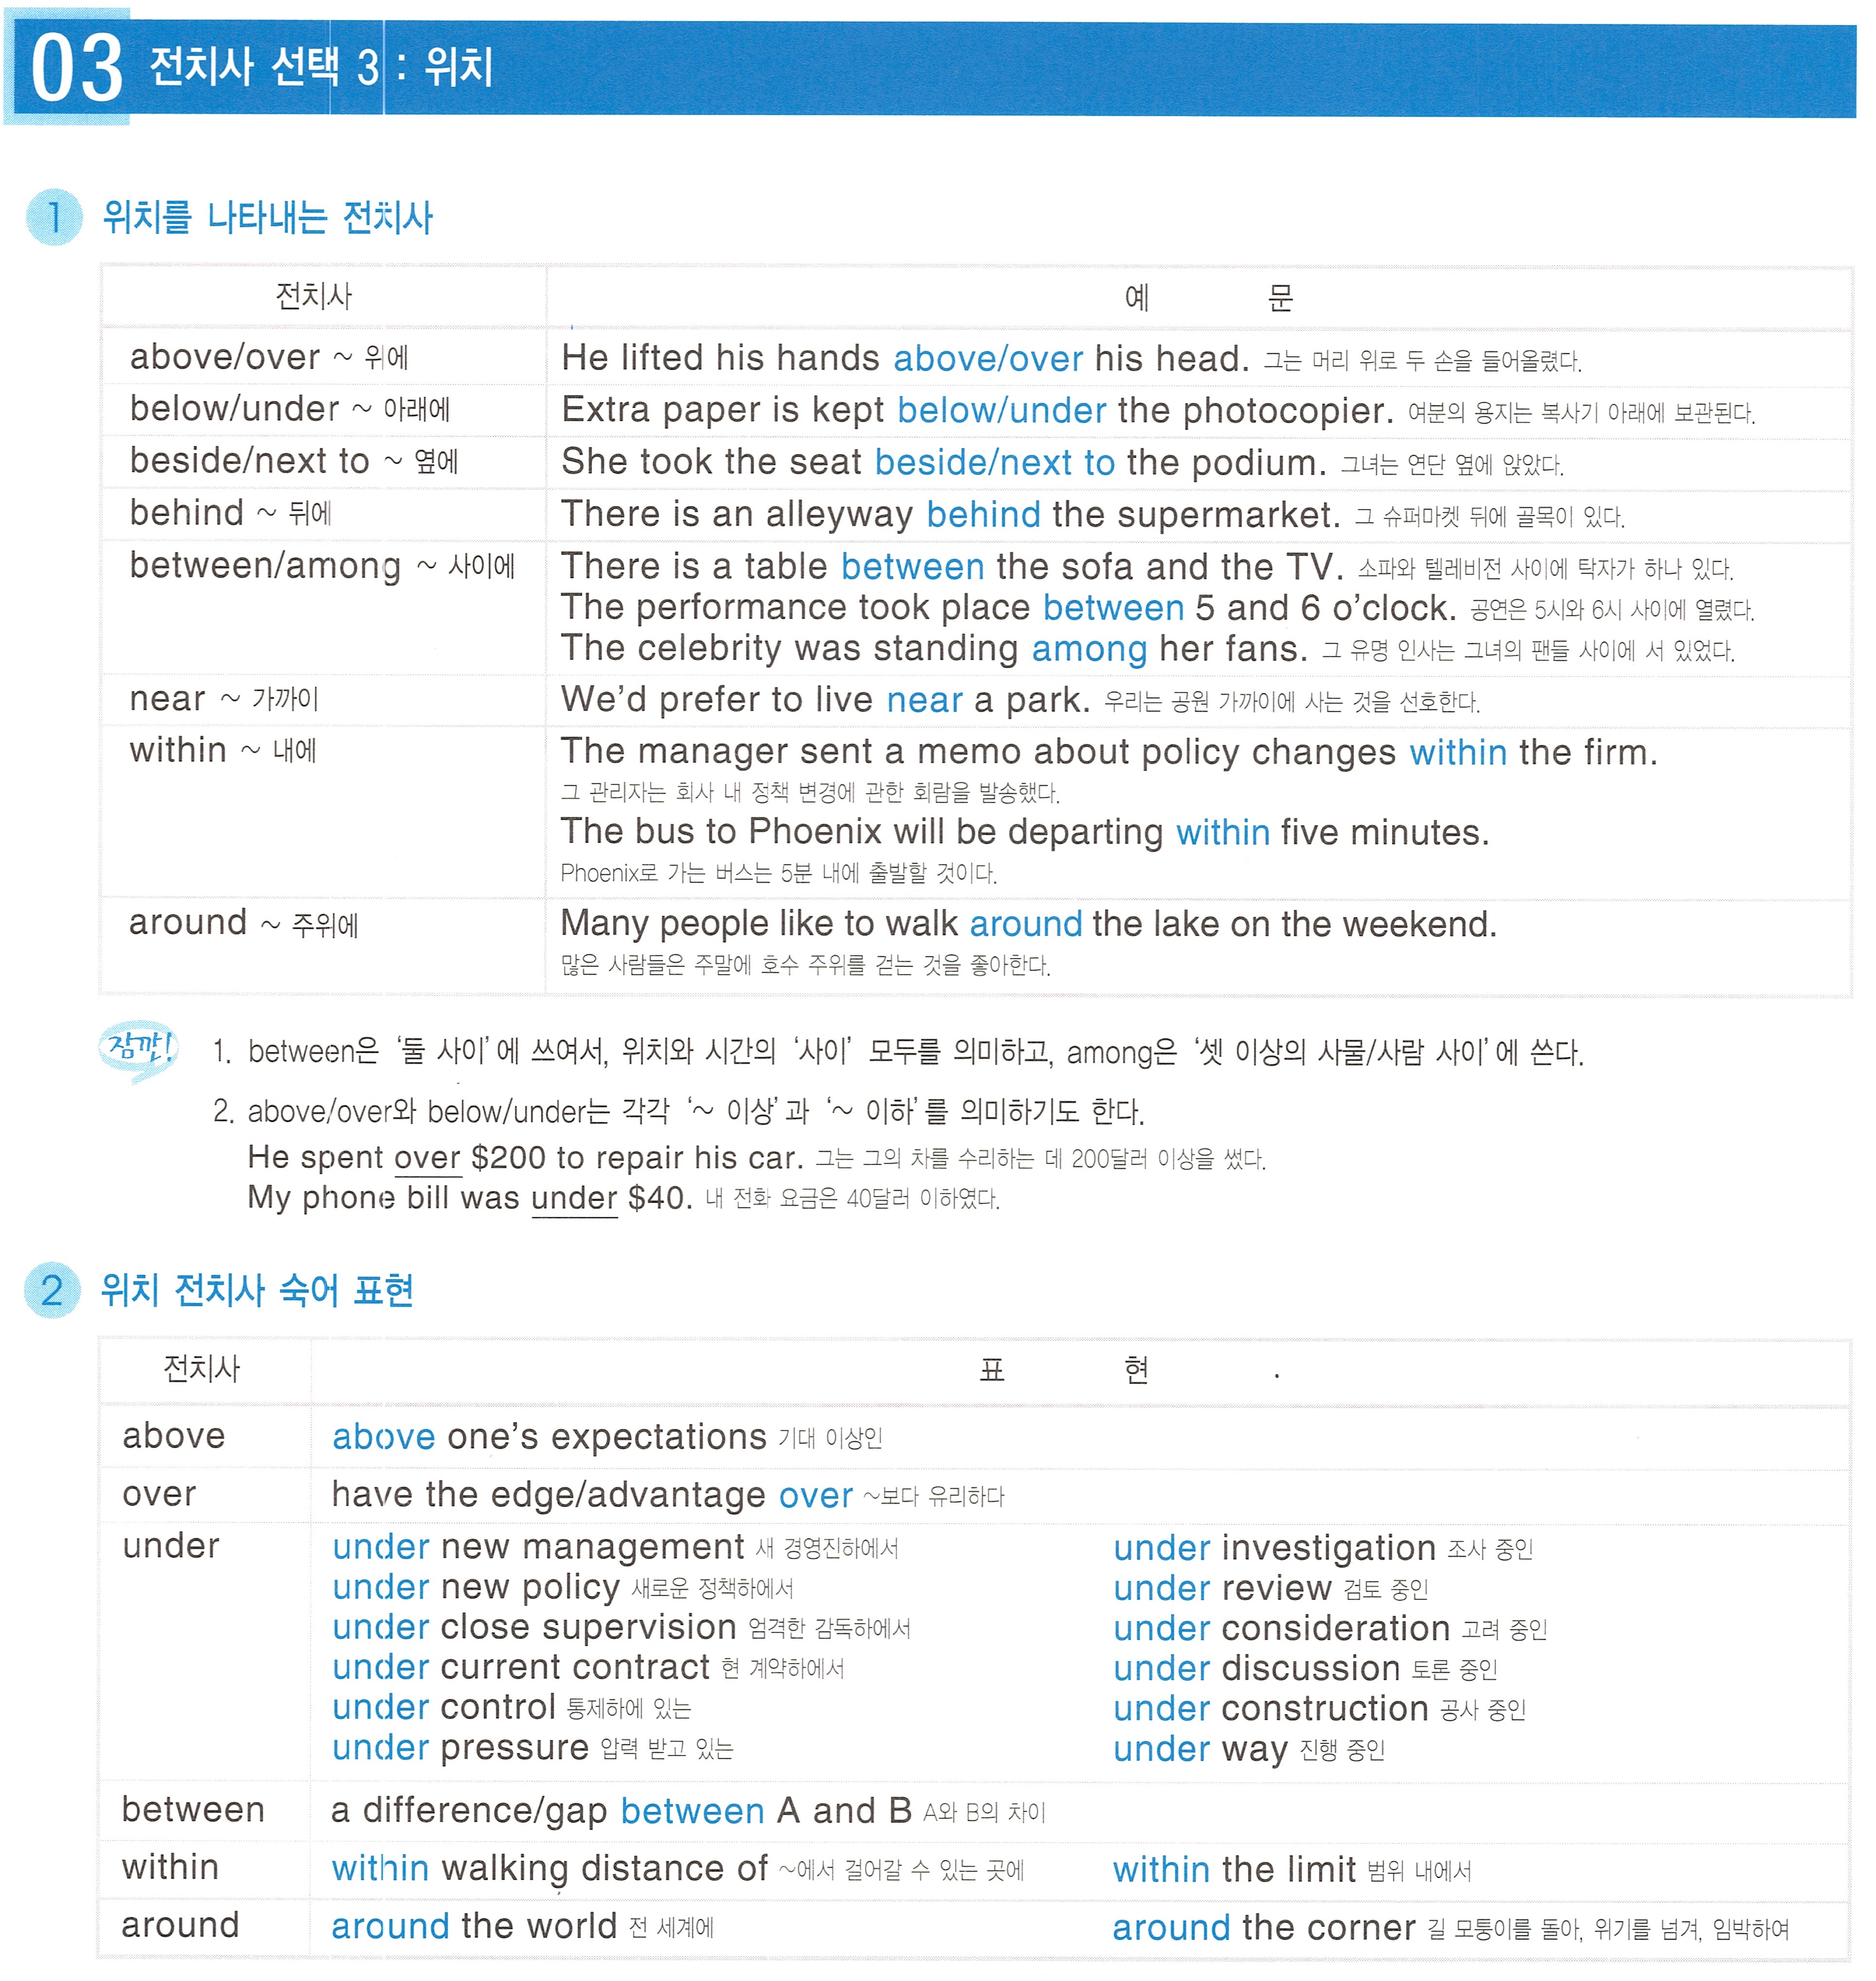 03 전치사 선택 3 : 위치
1 위치를 나타내는 전치사
전치사 예 문
above/over ~ 위에 He lifted his hands above/over his head. 그는 머리 위로 두 손을 들어올렸다.
below/under ~ 아래에 Extra paper is kept below/under the photocopier. 여분의 용지는 복사기 아래에 보관된다.
beside/next to ~ 옆에 She took the seat beside/next to the podium. 그녀는 연단 옆에 앉았다.
behind ~ 뒤에 There is an alleyway behind the supermarket. 그 슈퍼마켓 뒤에 골목이 있다.
between/among ~ 사이에 There is a table between the sofa and the TV. 소파와 텔레비전 사이에 탁자가 하나 있다.
The performance took place between 5 and 6 o'clock. 공연은 5시와 6시 사이에 열렸다.
The celebrity was standing among her fans. 그 유명 인사는 그녀의 팬들 사이에 서 있었다.
near ~ 가까이 We'd prefer to live near a park. 우리는 공원 가까이에 사는 것을 선호한다.
within ~ 내에 The manager sent a memo about policy changes within the firm.
그 관리자는 회사 내 정책 변경에 관한 회람을 발송했다.
The bus to Phoenix will be departing within five minutes.
Phoenix로 가는 버스는 5분 내에 출발할 것이다.
around ~ 주위에 Many people like to walk around the lake on the weekend.
많은 사람들은 주말에 호수 주위를 걷는 것을 좋아한다.
잠깐! 1. between은 '둘 사이'에 쓰여서, 위치와 시간의 '사이' 모두를 의미하고, among은 '셋 이상의 사물/사람 사이'에 쓴다.
2. above/over와 below/under는 각각 '~ 이상'과 '~ 이하'를 의미하기도 한다.
He spent over $200 to repair his car. 그는 그의 차를 수리하는 데 200달러 이상을 썼다.
My phone bill was under $40. 내 전화 요금은 40달러 이하였다.
2 위치 전치사 숙어 표현
전치사 표 현
above above one's expectations 기대 이상인
over have the edge/advantage over ~보다 유리하다
under under new management 새 경영진하에서 under investigation 조사 중인
under new policy 새로운 정책하에서 under review 검토 중인
under close supervision 엄격한 감독하에서 under consideration 고려 중인
under current contract 현 계약하에서 under discussion 토론 중인
under control 통제하에 있는 under construction 공사 중인
under pressure 압력 받고 있는 under way 진행 중인
between a difference/gap between A and B A와 B의 차이
within within walking distance of ~에서 걸어갈 수 있는 곳에 within the limit 범위 내에서
around around the world 전 세계에 around the corner 길 모퉁이를 돌아, 위기를 넘겨, 임박하여